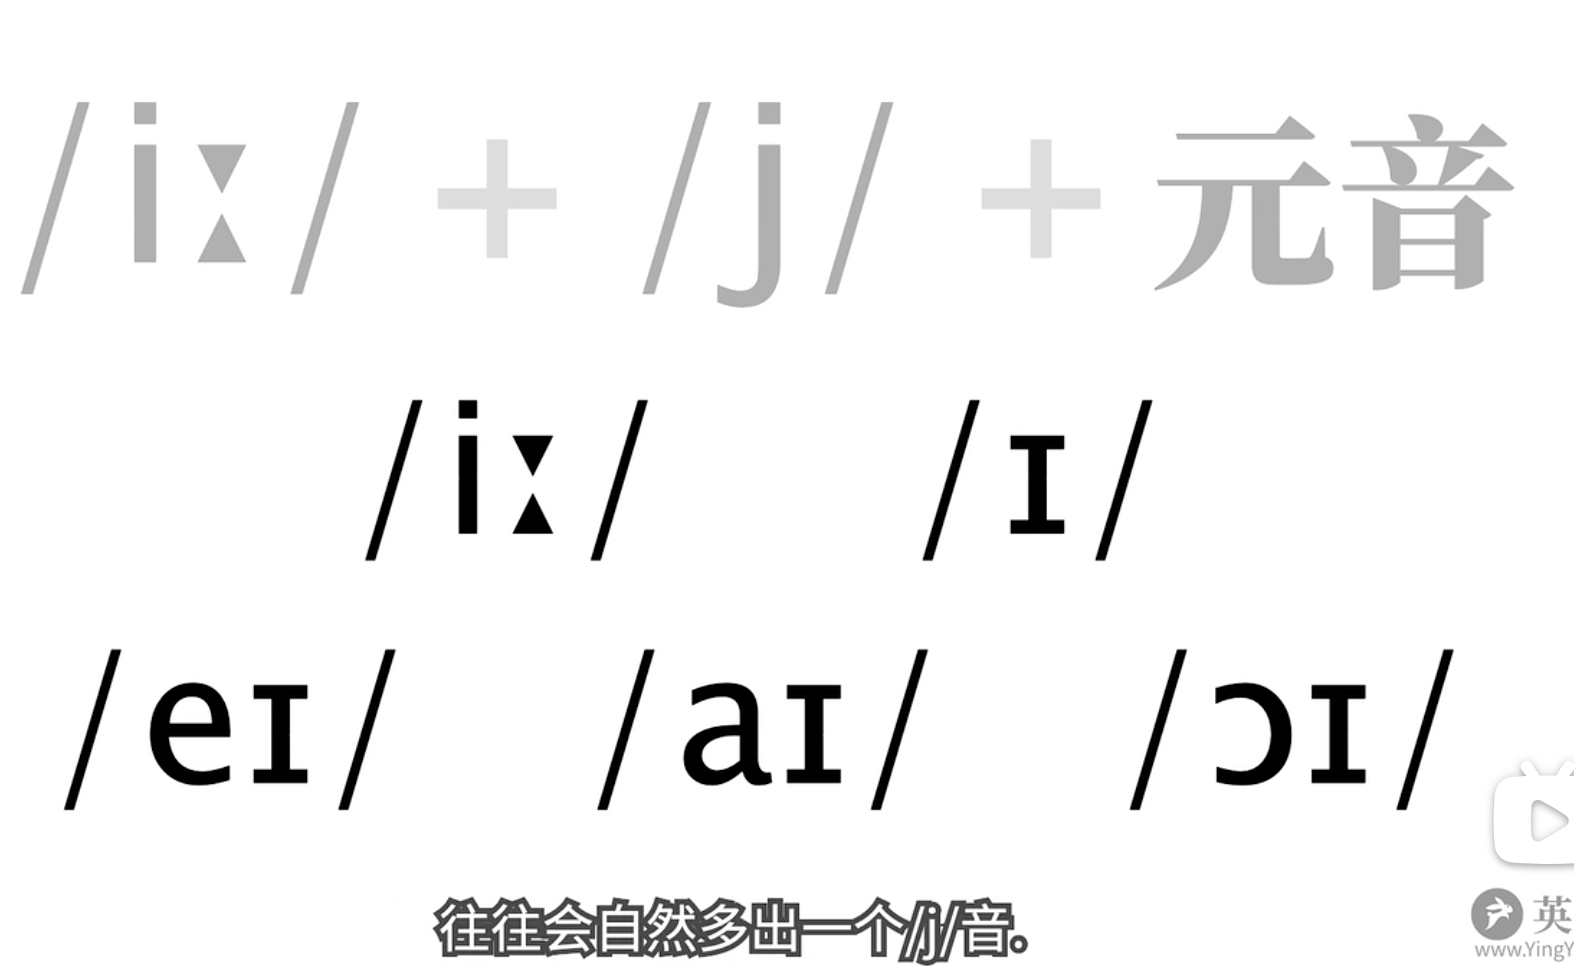 /iː/ + /j/ + 元音
/iː/ /ɪ/
/eɪ/ /aɪ/ /ɔɪ/
往往会自然多出一个/j/音。
英
www.YingY